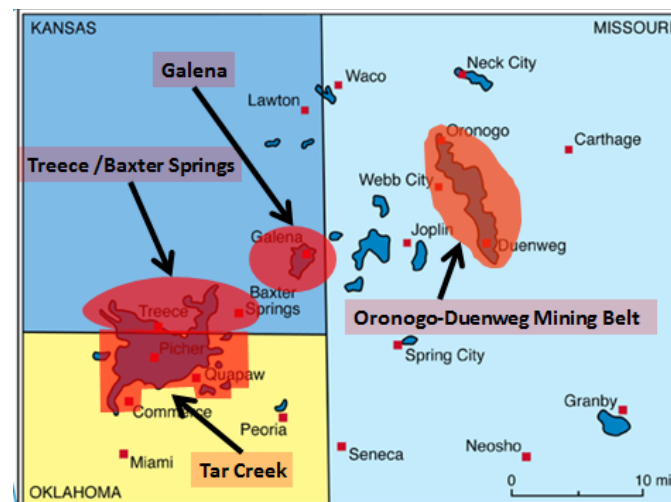 KANSAS
MISSOURI
Galena
Waco
Neck City
Lawton
Oronogo
Carthage
Treece /Baxter Springs
Webb City
Galena
Joplin
Duenweg
Baxter
Springs
Treece
Oronogo-Duenweg Mining Belt
Picher
Spring City
Quapaw
Commerce
Granby
Peoria
Miami
Tar Creek
Seneca
Neosho
OKLAHOMA
0
10 mi